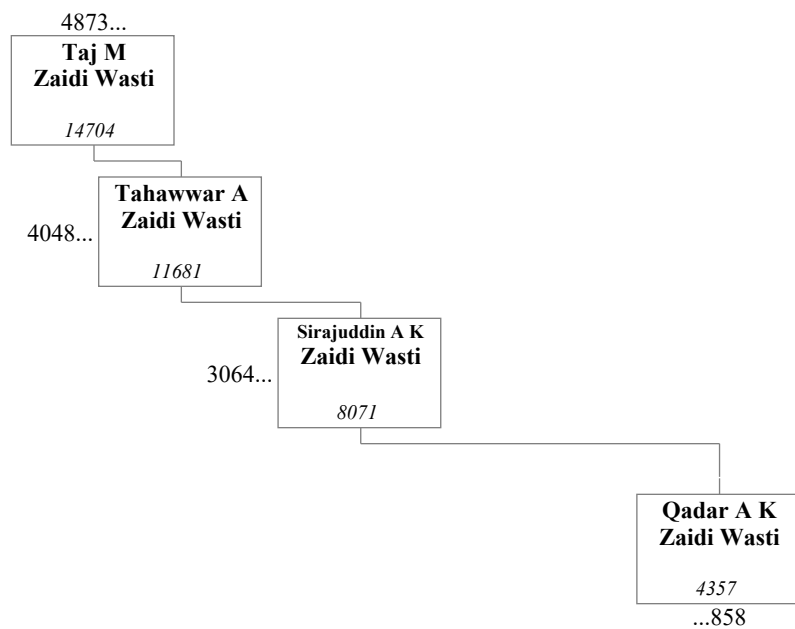 4873...
Taj M
Zaidi Wasti
14704
Tahawwar A
Zaidi Wasti
4048...
11681
Sirajuddin A K
Zaidi Wasti
3064...
8071
Qadar A K
Zaidi Wasti
4357
...858